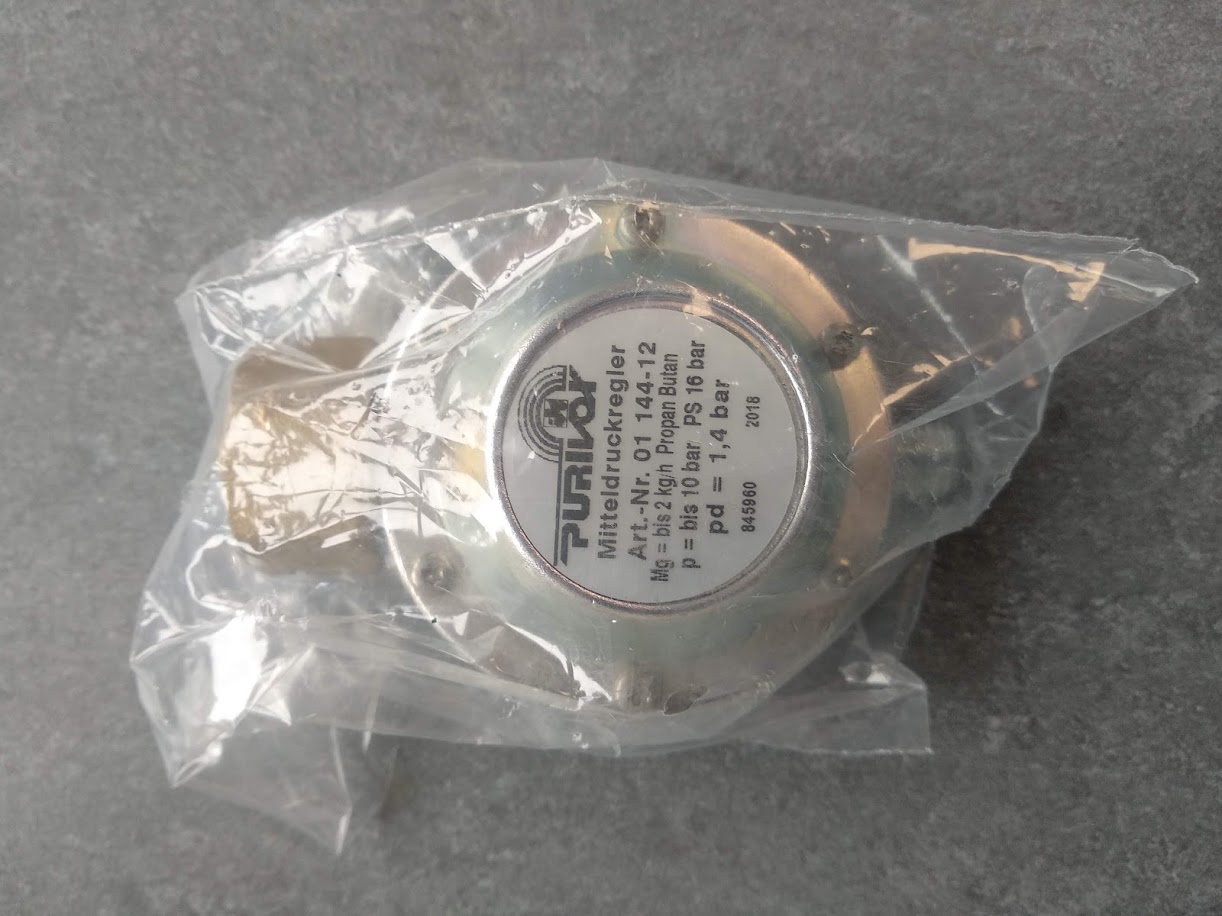 PURIVOX
Mitteldruckregler
Art.-Nr. 01 144-12
Mg = bis 2 kg/h Propan Butan
p = bis 10 bar PS 16 bar
pd = 1,4 bar
845960 2018